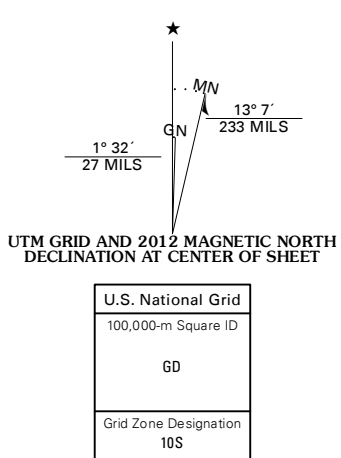 ★
MN
13° 7´
233 MILS
GN
1° 32´
27 MILS
UTM GRID AND 2012 MAGNETIC NORTH
DECLINATION AT CENTER OF SHEET
U.S. National Grid
100,000-m Square ID
GD
Grid Zone Designation
10S